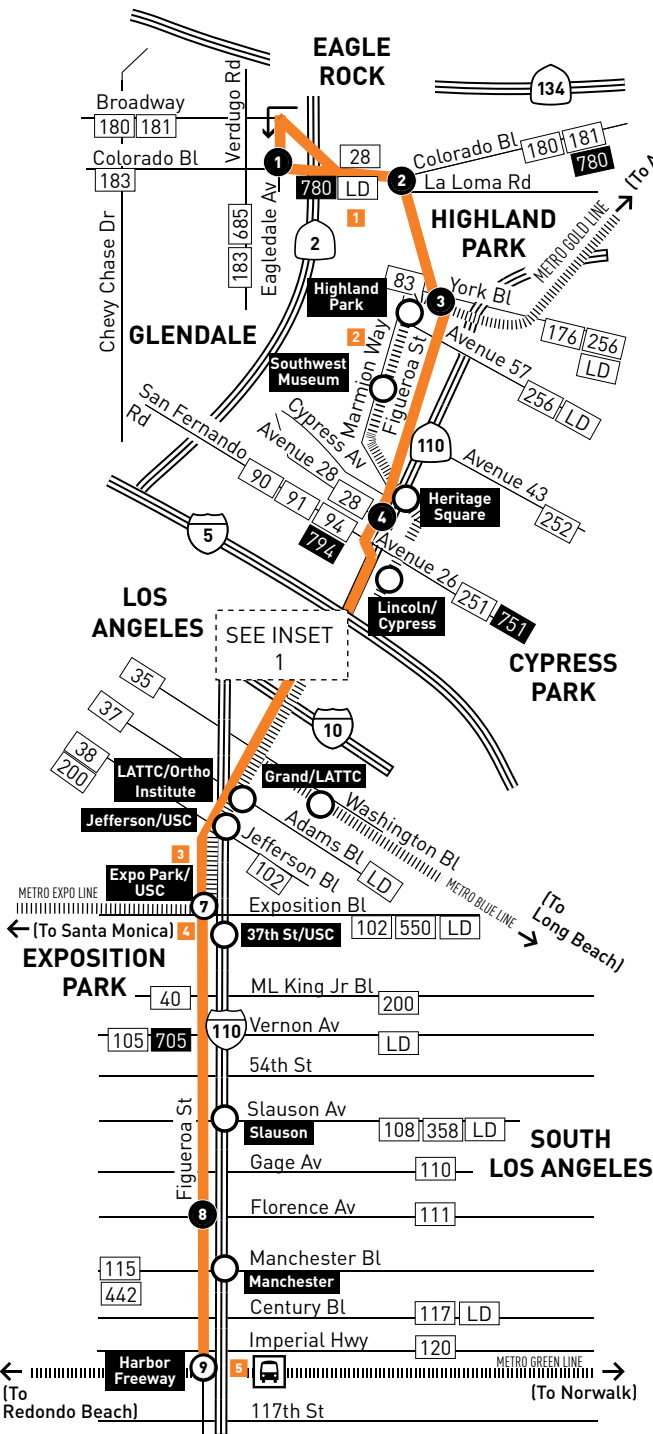 EAGLE
ROCK
134
Broadway
180 181
Verdugo Rd
Colorado Bl
183
1
28
2
Colorado Bl
180 181
780
La Loma Rd
780 LD
1
Eagledale Av
2
183 685
Chevy Chase Dr
HIGHLAND
PARK
METRO GOLD LINE
(To A
GLENDALE
Highland
Park
83
3
York Bl
176 256
LD
2
Marmion Way
Figueroa St
Avenue 57
256 LD
Southwest
Museum
San Fernando
Rd
Cypress Av
Avenue 28
28
110
Avenue 43
252
90 91 94
794
4
Heritage
Square
5
Avenue 26
251 751
Lincoln/
Cypress
LOS
ANGELES
SEE INSET
1
CYPRESS
PARK
35
37
38
200
10
LATTC/Ortho
Institute
Grand/LATTC
Washington Bl
Jefferson/USC
Adams Bl
LD
Jefferson Bl
102
3
Expo Park/
USC
METRO BLUE LINE
(To
Long Beach)
METRO EXPO LINE
7
Exposition Bl
(To Santa Monica)
4
37th St/USC
102 550 LD
EXPOSITION
PARK
40
ML King Jr Bl
200
105 705
110
Vernon Av
LD
54th St
Figueroa St
Slauson Av
Slauson
108 358 LD
SOUTH
LOS ANGELES
Gage Av
110
8
Florence Av
111
115
442
Manchester Bl
Manchester
Century Bl
117 LD
Imperial Hwy
120
Harbor
Freeway
9
5
METRO GREEN LINE
(To
Redondo Beach)
(To Norwalk)
117th St